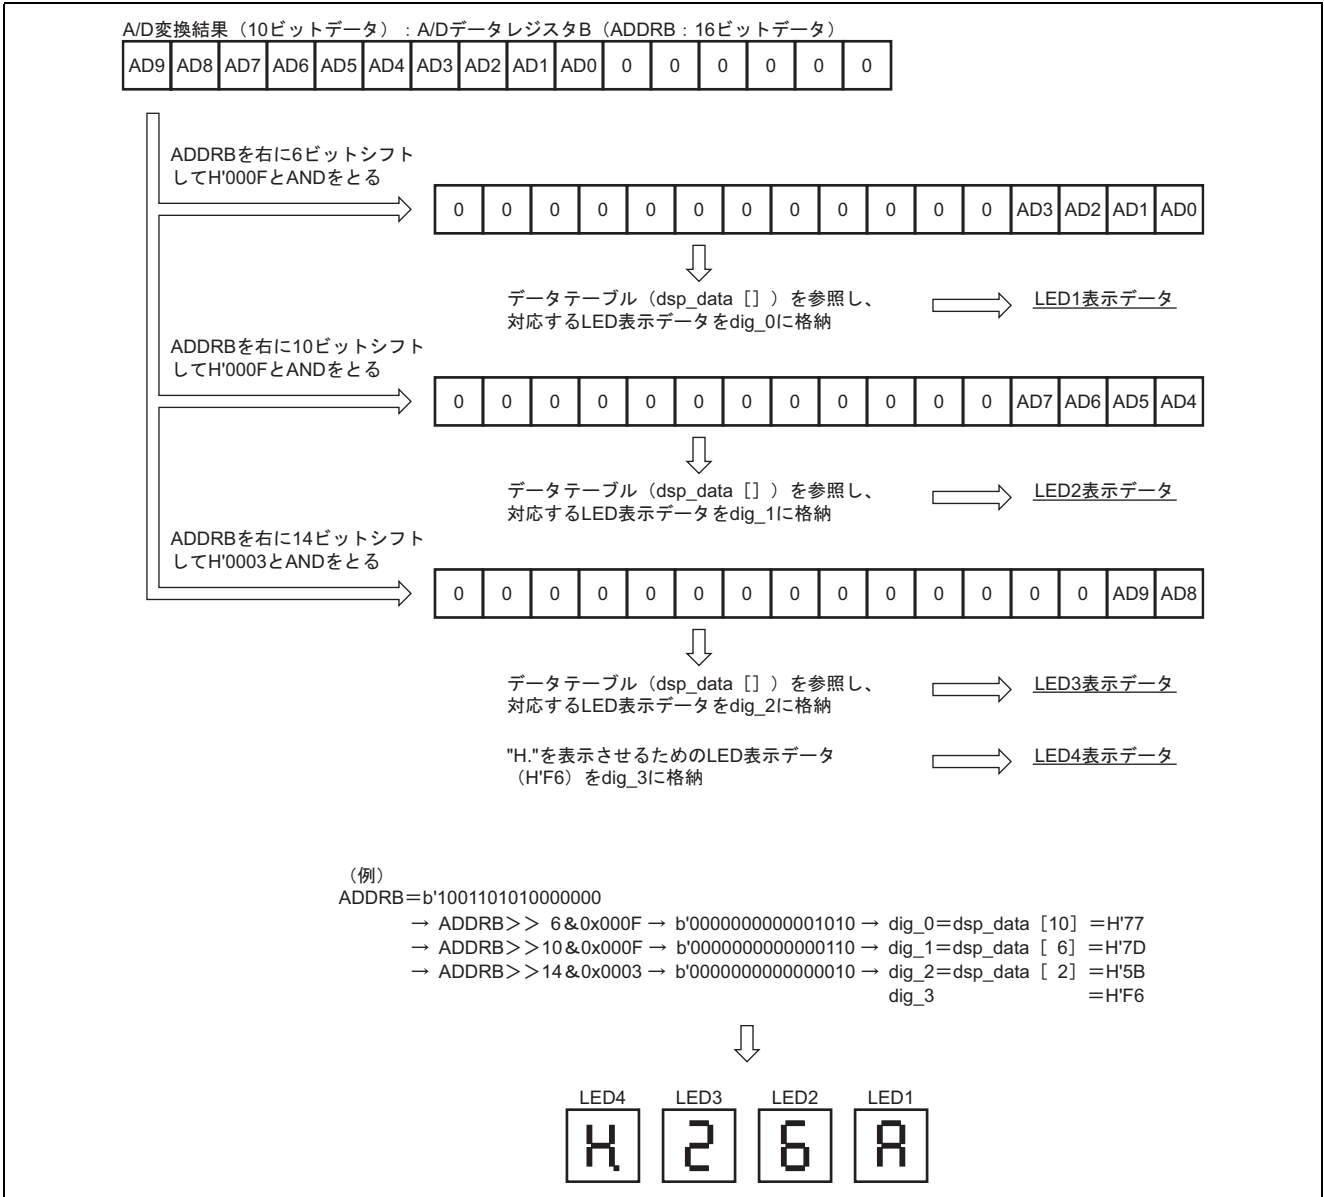 A/D変換結果（10ビットデータ）：A/DデータレジスタB（ADDRB：16ビットデータ）
AD9 AD8 AD7 AD6 AD5 AD4 AD3 AD2 AD1 AD0 0 0 0 0 0 0
ADDRBを右に6ビットシフト
してH'000FとANDをとる
0 0 0 0 0 0 0 0 0 0 0 0 AD3 AD2 AD1 AD0
データテーブル（dsp_data［］）を参照し、
対応するLED表示データをdig_0に格納
LED1表示データ
ADDRBを右に10ビットシフト
してH'000FとANDをとる
0 0 0 0 0 0 0 0 0 0 0 0 AD7 AD6 AD5 AD4
データテーブル（dsp_data［］）を参照し、
対応するLED表示データをdig_1に格納
LED2表示データ
ADDRBを右に14ビットシフト
してH'0003とANDをとる
0 0 0 0 0 0 0 0 0 0 0 0 0 0 AD9 AD8
データテーブル（dsp_data［］）を参照し、
対応するLED表示データをdig_2に格納
LED3表示データ
"H."を表示させるためのLED表示データ
（H'F6）をdig_3に格納
LED4表示データ
（例）
ADDRB＝b'1001101010000000
→ ADDRB＞＞ 6＆0x000F → b'0000000000001010 → dig_0＝dsp_data［10］＝H'77
→ ADDRB＞＞10＆0x000F → b'0000000000000110 → dig_1＝dsp_data［ 6］＝H'7D
→ ADDRB＞＞14＆0x0003 → b'0000000000000010 → dig_2＝dsp_data［ 2］＝H'5B
dig_3 ＝H'F6
LED4 LED3 LED2 LED1
H. 2 6 A